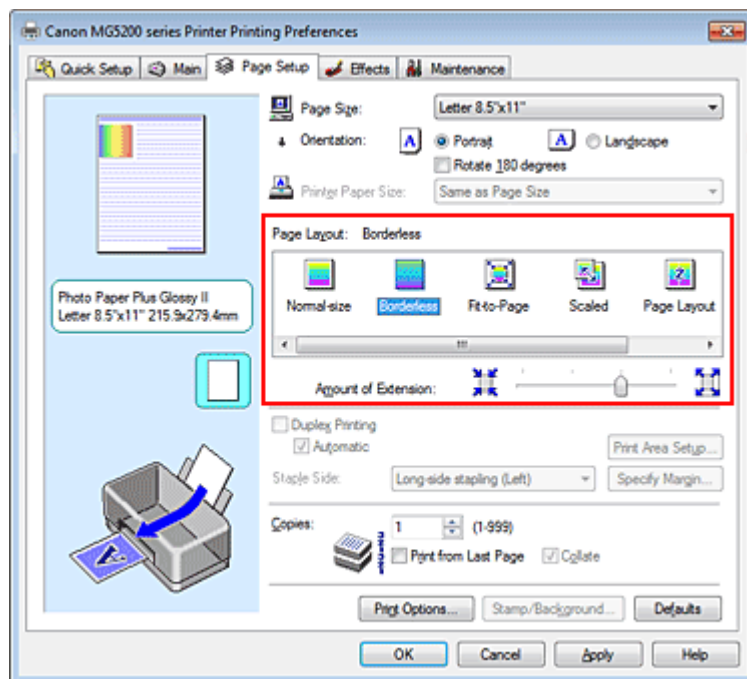 Canon MG5200 series Printer Printing Preferences
Quick Setup Main Page Setup Effects Maintenance
Page Size: Letter 8.5"x11"
Orientation: A Portrait A Landscape
Rotate 180 degrees
Printer Paper Size: Same as Page Size
Page Layout: Borderless
Normal-size Borderless Fit-to-Page Scaled Page Layout
Photo Paper Plus Glossy II
Letter 8.5"x11" 215.9x279.4mm
Amount of Extension:
Duplex Printing
Automatic
Print Area Setup...
Staple Side: Long-side stapling (Left) Specify Margin...
Copies: 1 (1-999)
Print from Last Page Collate
Print Options... Stamp/Background... Defaults
OK Cancel Apply Help